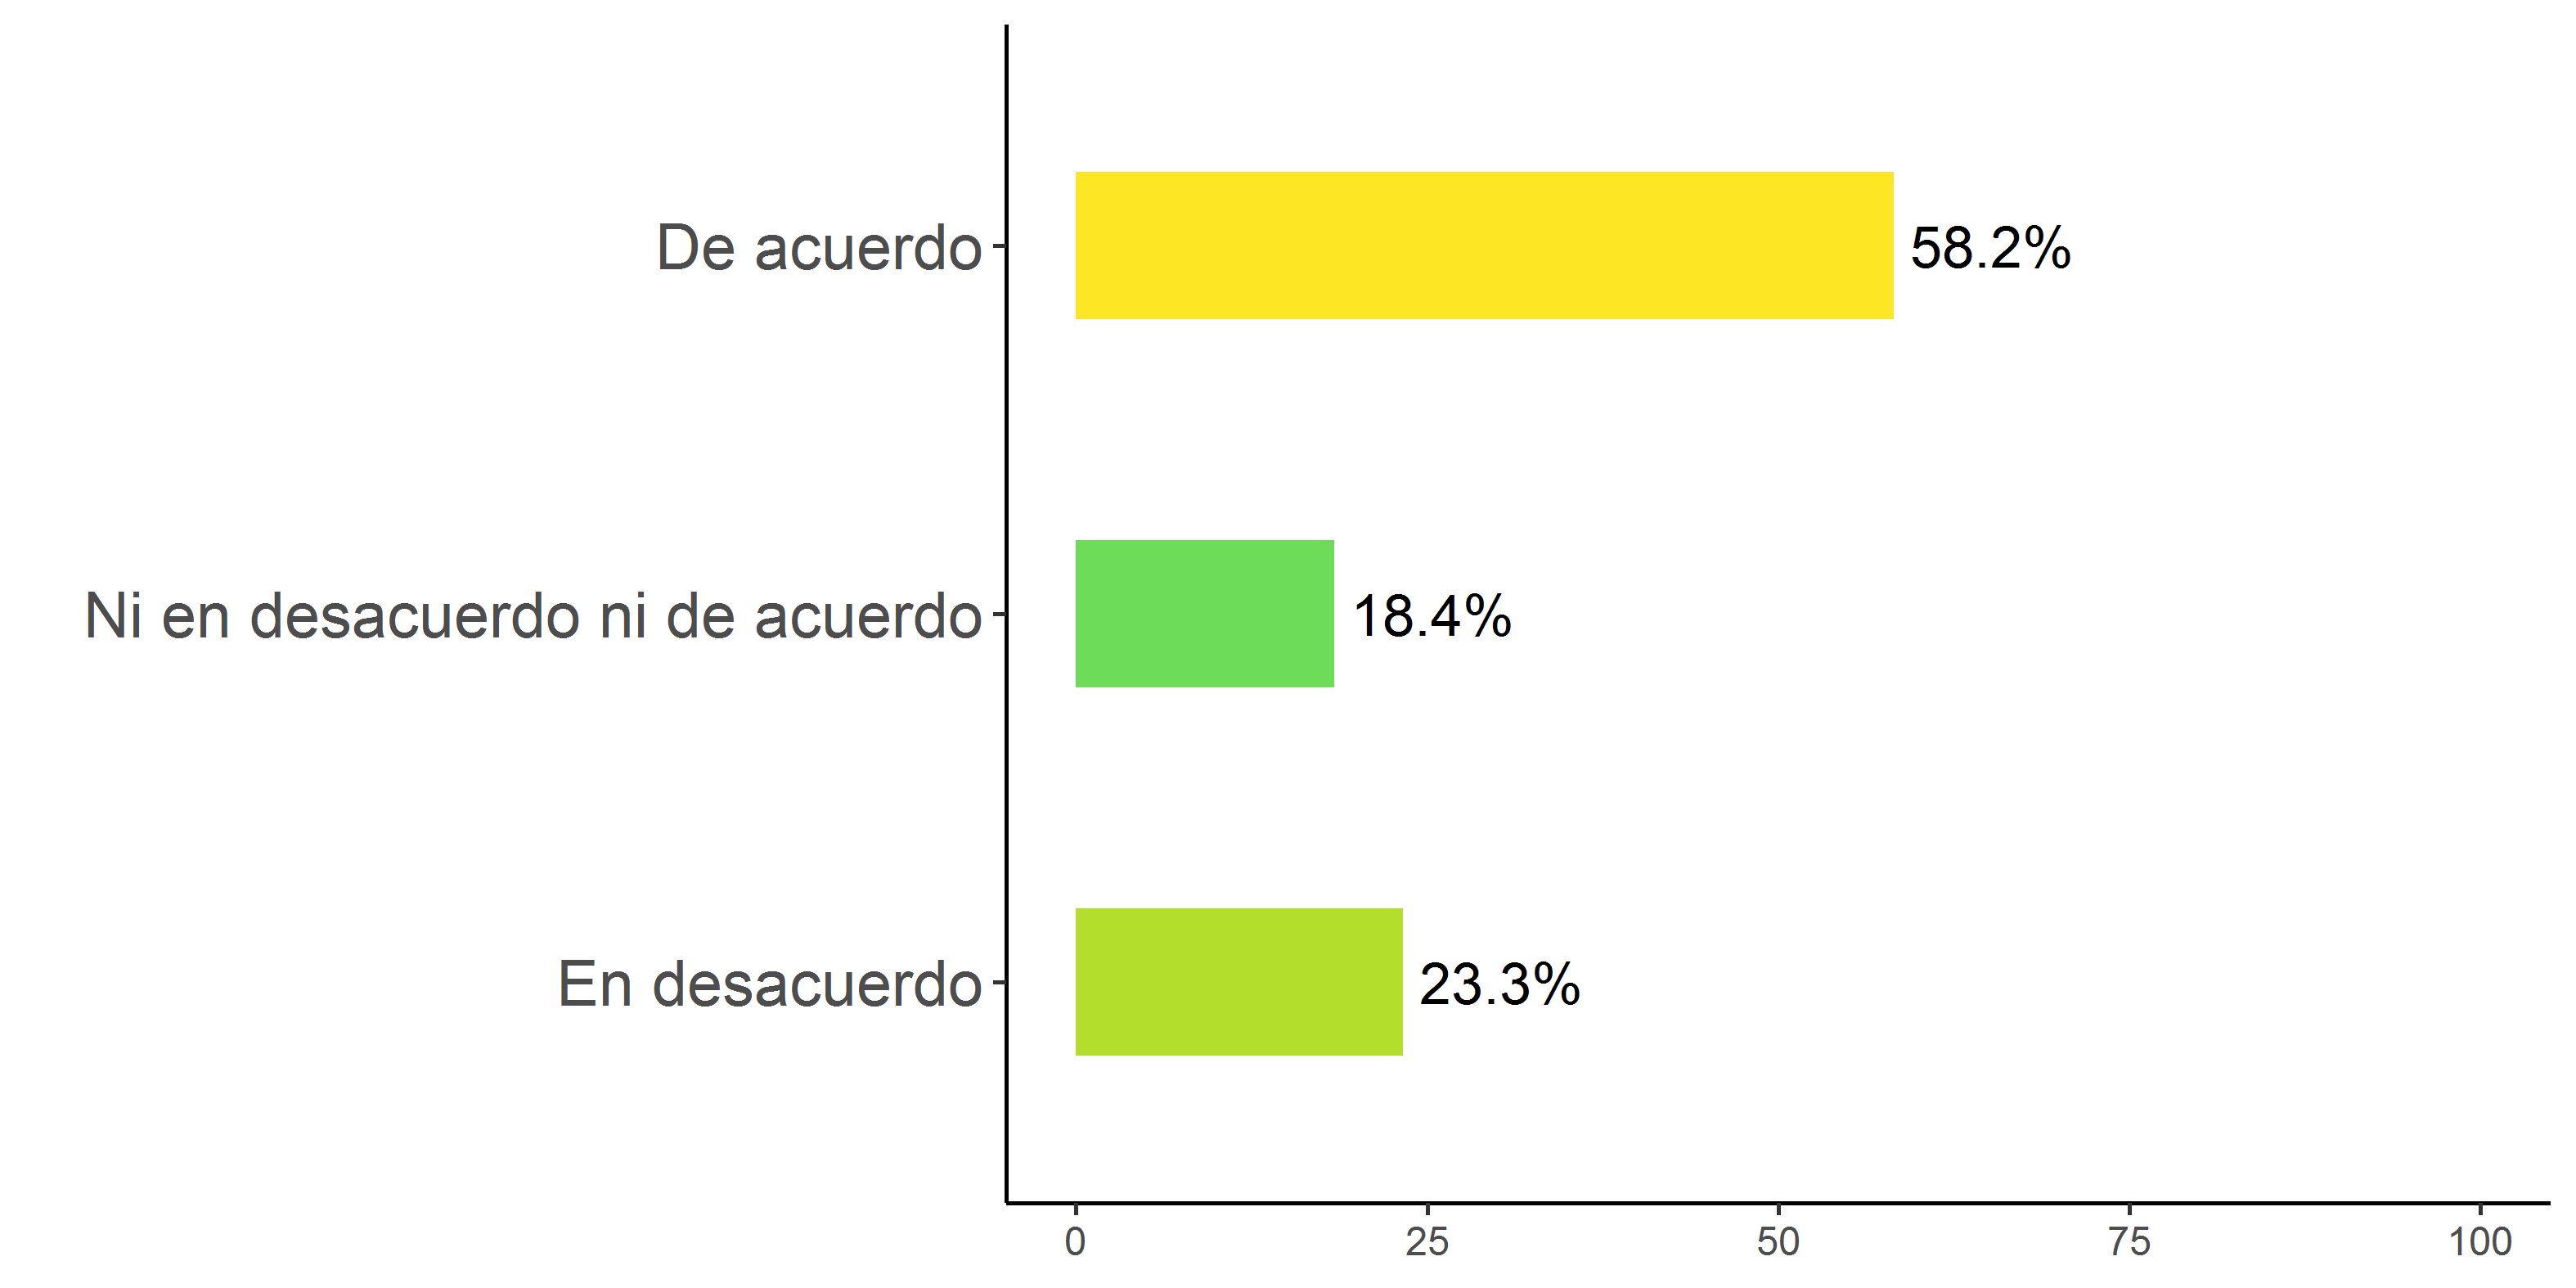 De acuerdo
58.2%
Ni en desacuerdo ni de acuerdo
18.4%
En desacuerdo
23.3%
0 25 50 75 100